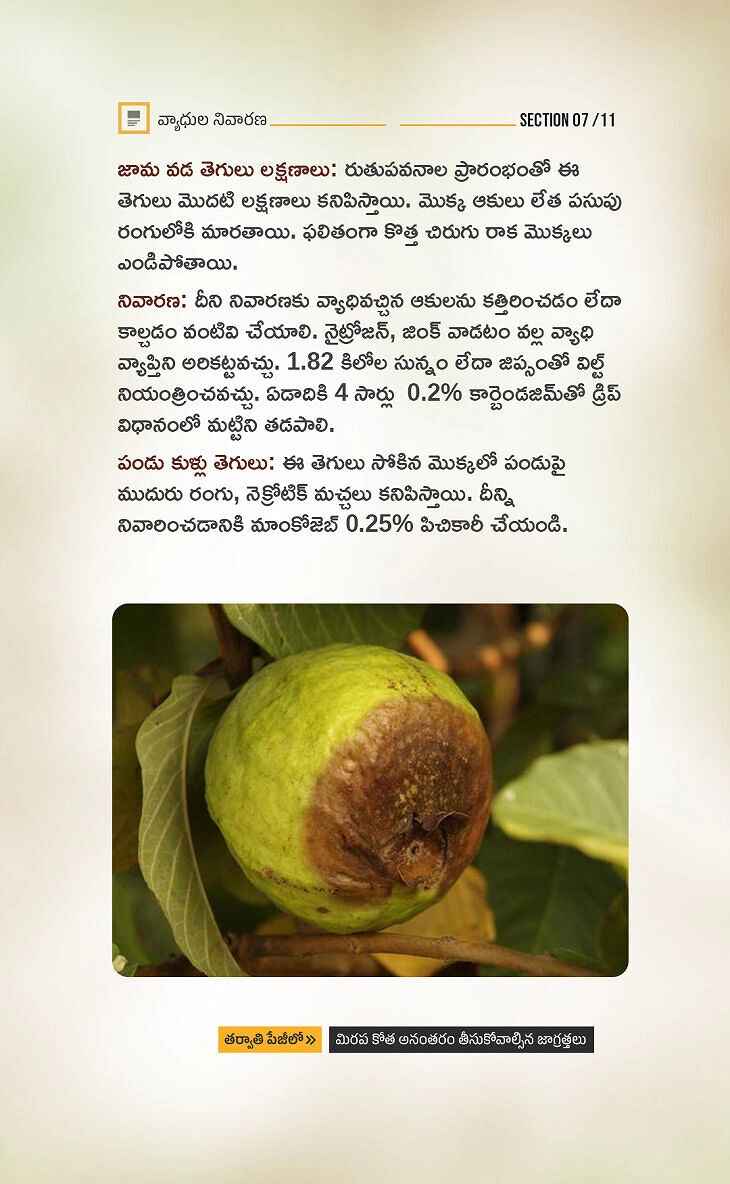 వ్యాధుల నివారణ
SECTION 07 /11
జామ వడ తెగులు లక్షణాలు: రుతుపవనాల ప్రారంభంతో ఈ
తెగులు మొదటి లక్షణాలు కనిపిస్తాయి. మొక్క ఆకులు లేత పసుపు
రంగులోకి మారతాయి. ఫలితంగా కొత్త చిరుగు రాక మొక్కలు
ఎండిపోతాయి.
నివారణ: దీని నివారణకు వ్యాధివచ్చిన ఆకులను కత్తిరించడం లేదా
కాల్చడం వంటివి చేయాలి. నైట్రోజన్, జింక్ వాడటం వల్ల వ్యాధి
వ్యాప్తిని అరికట్టవచ్చు. 1.82 కిలోల సున్నం లేదా జిప్సంతో విల్ట్
నియంత్రించవచ్చు. ఏడాదికి 4 సార్లు 0.2% కార్బెండజిమ్‌తో డ్రిప్
విధానంలో మట్టిని తడపాలి.
పండు కుళ్లు తెగులు: ఈ తెగులు సోకిన మొక్కలో పండుపై
ముదురు రంగు, నెక్రోటిక్ మచ్చలు కనిపిస్తాయి. దీన్ని
నివారించడానికి మాంకోజెబ్ 0.25% పిచికారీ చేయండి.
తర్వాతి పేజీలో »
మిరప కోత అనంతరం తీసుకోవాల్సిన జాగ్రత్తలు